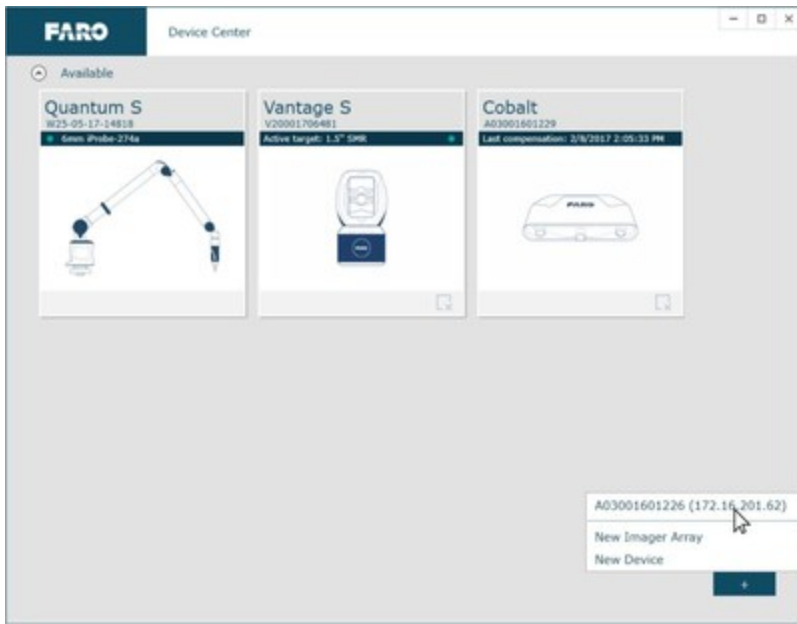 FARO
Device Center
Available
Quantum S
W25-05-17-14818
6mm iProbe-274a
Vantage S
V20001706481
Active target: 1.5" SMR
Cobalt
A03001601229
Last compensation: 2/8/2017 2:05:33 PM
FARO
A03001601226 (172.16.201.62)
New Imager Array
New Device
+